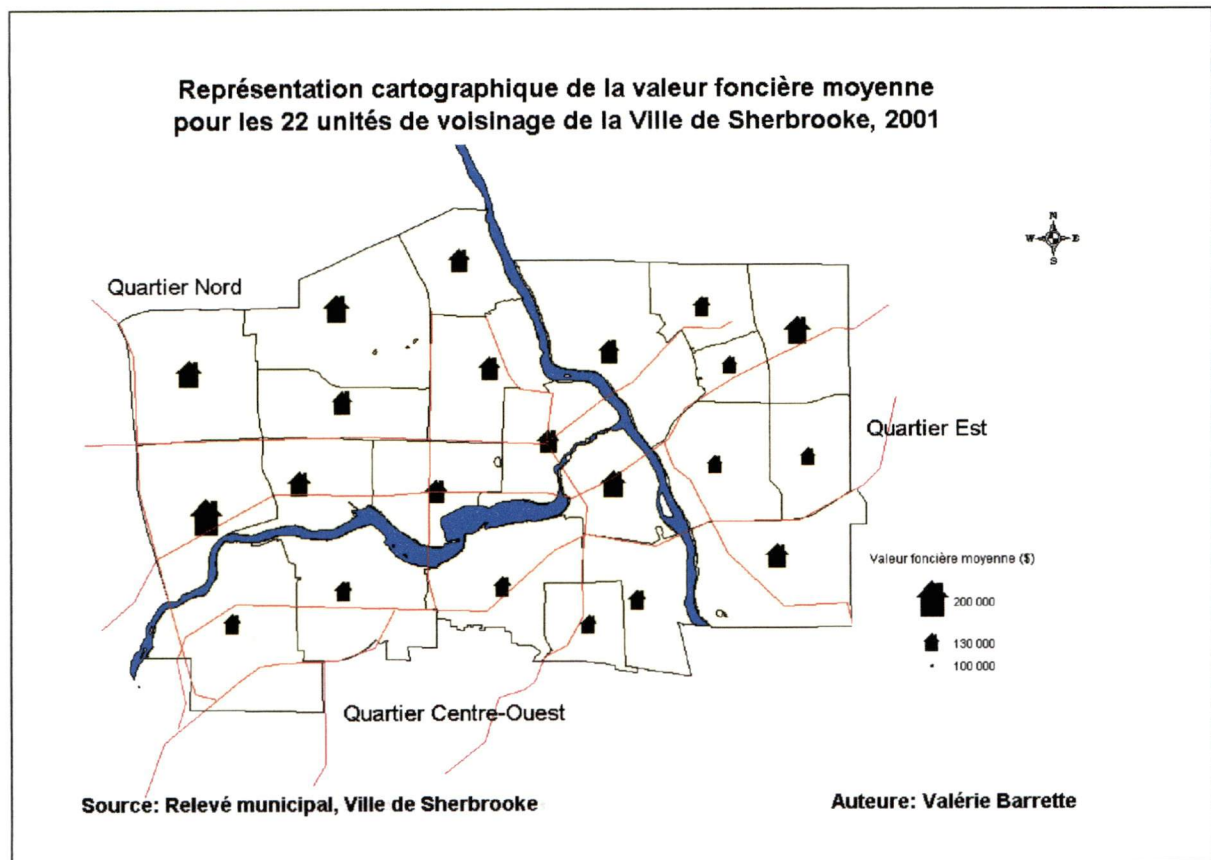 Représentation cartographique de la valeur foncière moyenne
pour les 22 unités de voisinage de la Ville de Sherbrooke, 2001
N
W E
S
Quartier Nord
Quartier Est
Valeur foncière moyenne ($)
200 000
130 000
100 000
Quartier Centre-Ouest
Source: Relevé municipal, Ville de Sherbrooke
Auteure: Valérie Barrette